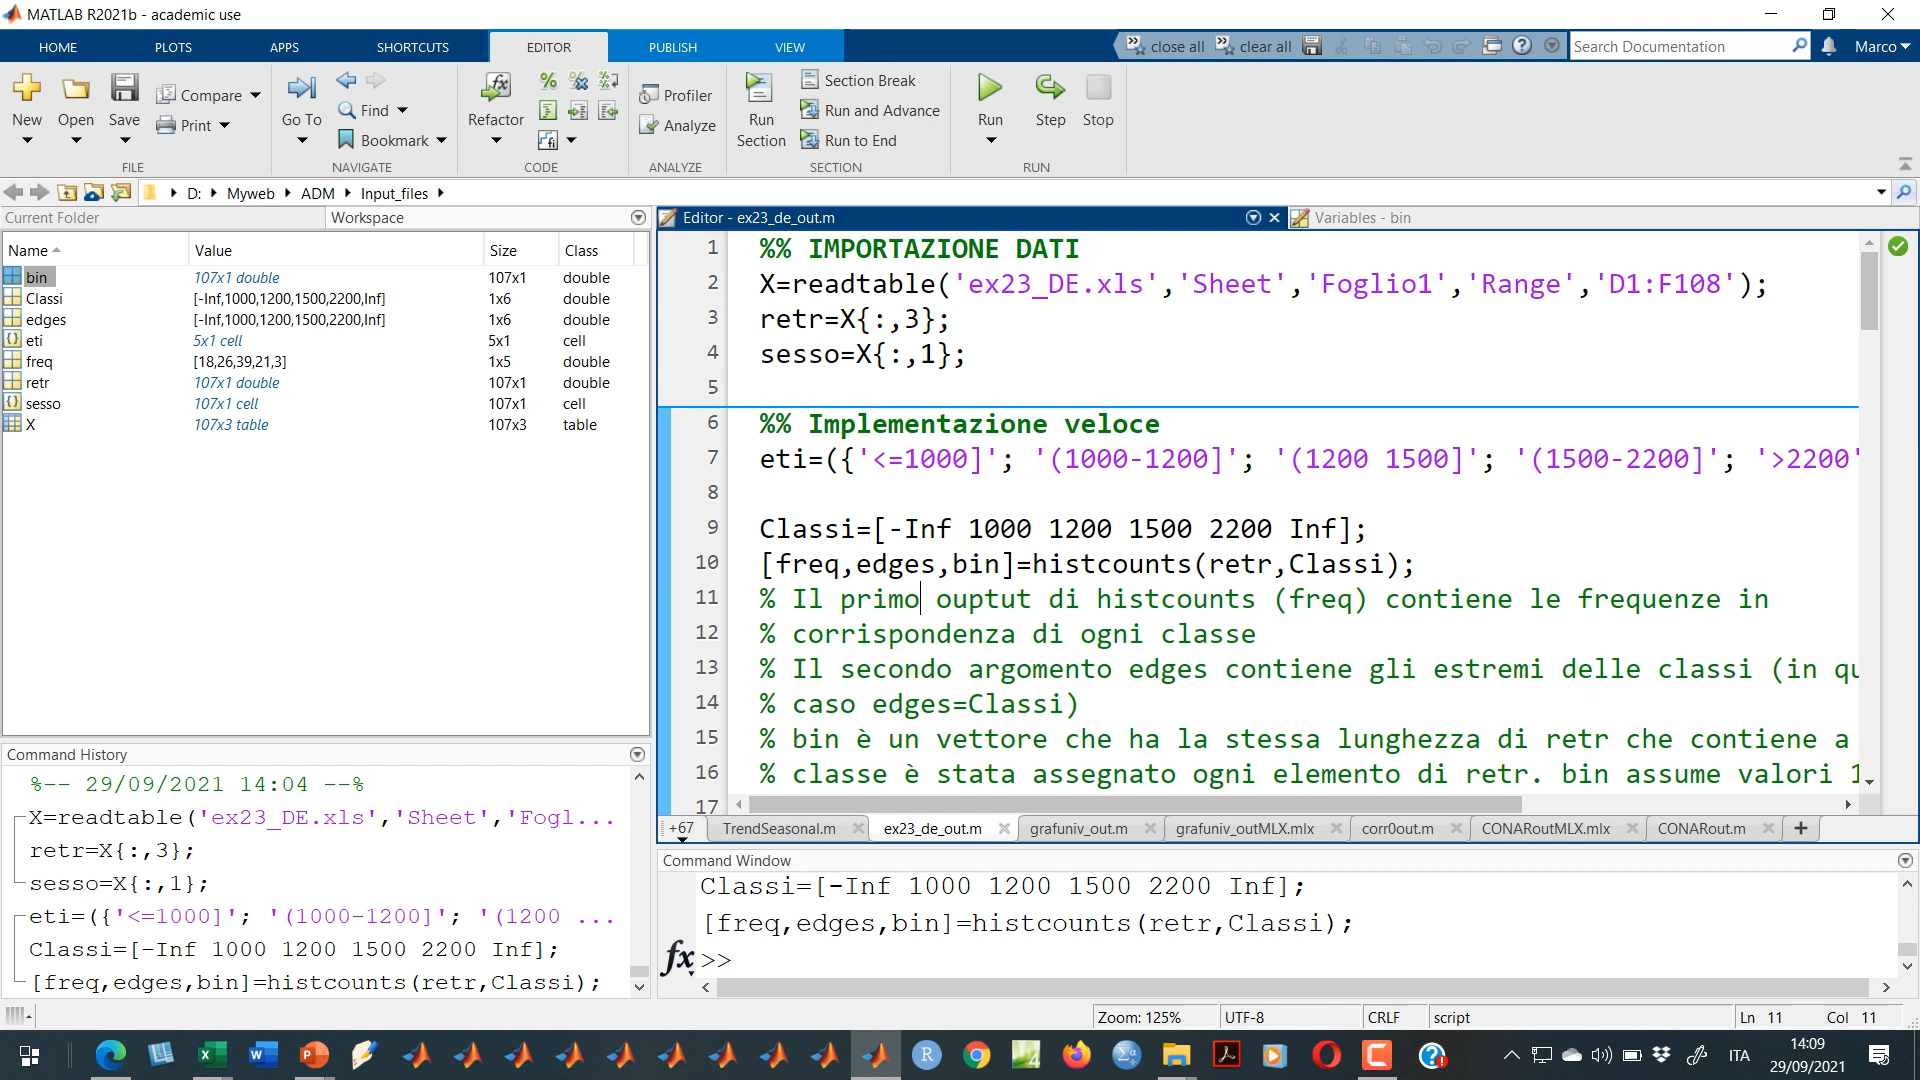 MATLAB R2021b - academic use
HOME PLOTS APPS SHORTCUTS EDITOR PUBLISH VIEW
close all clear all Search Documentation Marco
New Open Save Compare Print
FILE
Go To Find Bookmark
NAVIGATE
Refactor
CODE
Profiler
Analyze
ANALYZE
Run Section
Section Break
Run and Advance
Run to End
SECTION
Run Step Stop
RUN
D: Myweb ADM Input_files
Current Folder Workspace
Name Value Size Class
bin 107x1 double 107x1 double
Classi [-Inf,1000,1200,1500,2200,Inf] 1x6 double
edges [-Inf,1000,1200,1500,2200,Inf] 1x6 double
eti 5x1 cell 5x1 cell
freq [18,26,39,21,3] 1x5 double
retr 107x1 double 107x1 double
sesso 107x1 cell 107x1 cell
X 107x3 table 107x3 table
Command History
%-- 29/09/2021 14:04 --%
X=readtable('ex23_DE.xls','Sheet','Fogl...
retr=X{:,3};
sesso=X{:,1};
eti=({'<=1000]'; '(1000-1200]'; '(1200 ...
Classi=[-Inf 1000 1200 1500 2200 Inf];
[freq,edges,bin]=histcounts(retr,Classi);
Editor - ex23_de_out.m Variables - bin
1 %% IMPORTAZIONE DATI
2 X=readtable('ex23_DE.xls','Sheet','Foglio1','Range','D1:F108');
3 retr=X{:,3};
4 sesso=X{:,1};
5
6 %% Implementazione veloce
7 eti=({'<=1000]'; '(1000-1200]'; '(1200 1500]'; '(1500-2200]'; '>2200'
8
9 Classi=[-Inf 1000 1200 1500 2200 Inf];
10 [freq,edges,bin]=histcounts(retr,Classi);
11 % Il primo ouptut di histcounts (freq) contiene le frequenze in
12 % corrispondenza di ogni classe
13 % Il secondo argomento edges contiene gli estremi delle classi (in qu
14 % caso edges=Classi)
15 % bin è un vettore che ha la stessa lunghezza di retr che contiene a
16 % classe è stata assegnato ogni elemento di retr. bin assume valori 1
17
+67 TrendSeasonal.m ex23_de_out.m grafuniv_out.m grafuniv_outMLX.mlx corr0out.m CONARoutMLX.mlx CONARout.m
Command Window
Classi=[-Inf 1000 1200 1500 2200 Inf];
[freq,edges,bin]=histcounts(retr,Classi);
fx >>
Zoom: 125% UTF-8 CRLF script Ln 11 Col 11
ITA 14:09
29/09/2021